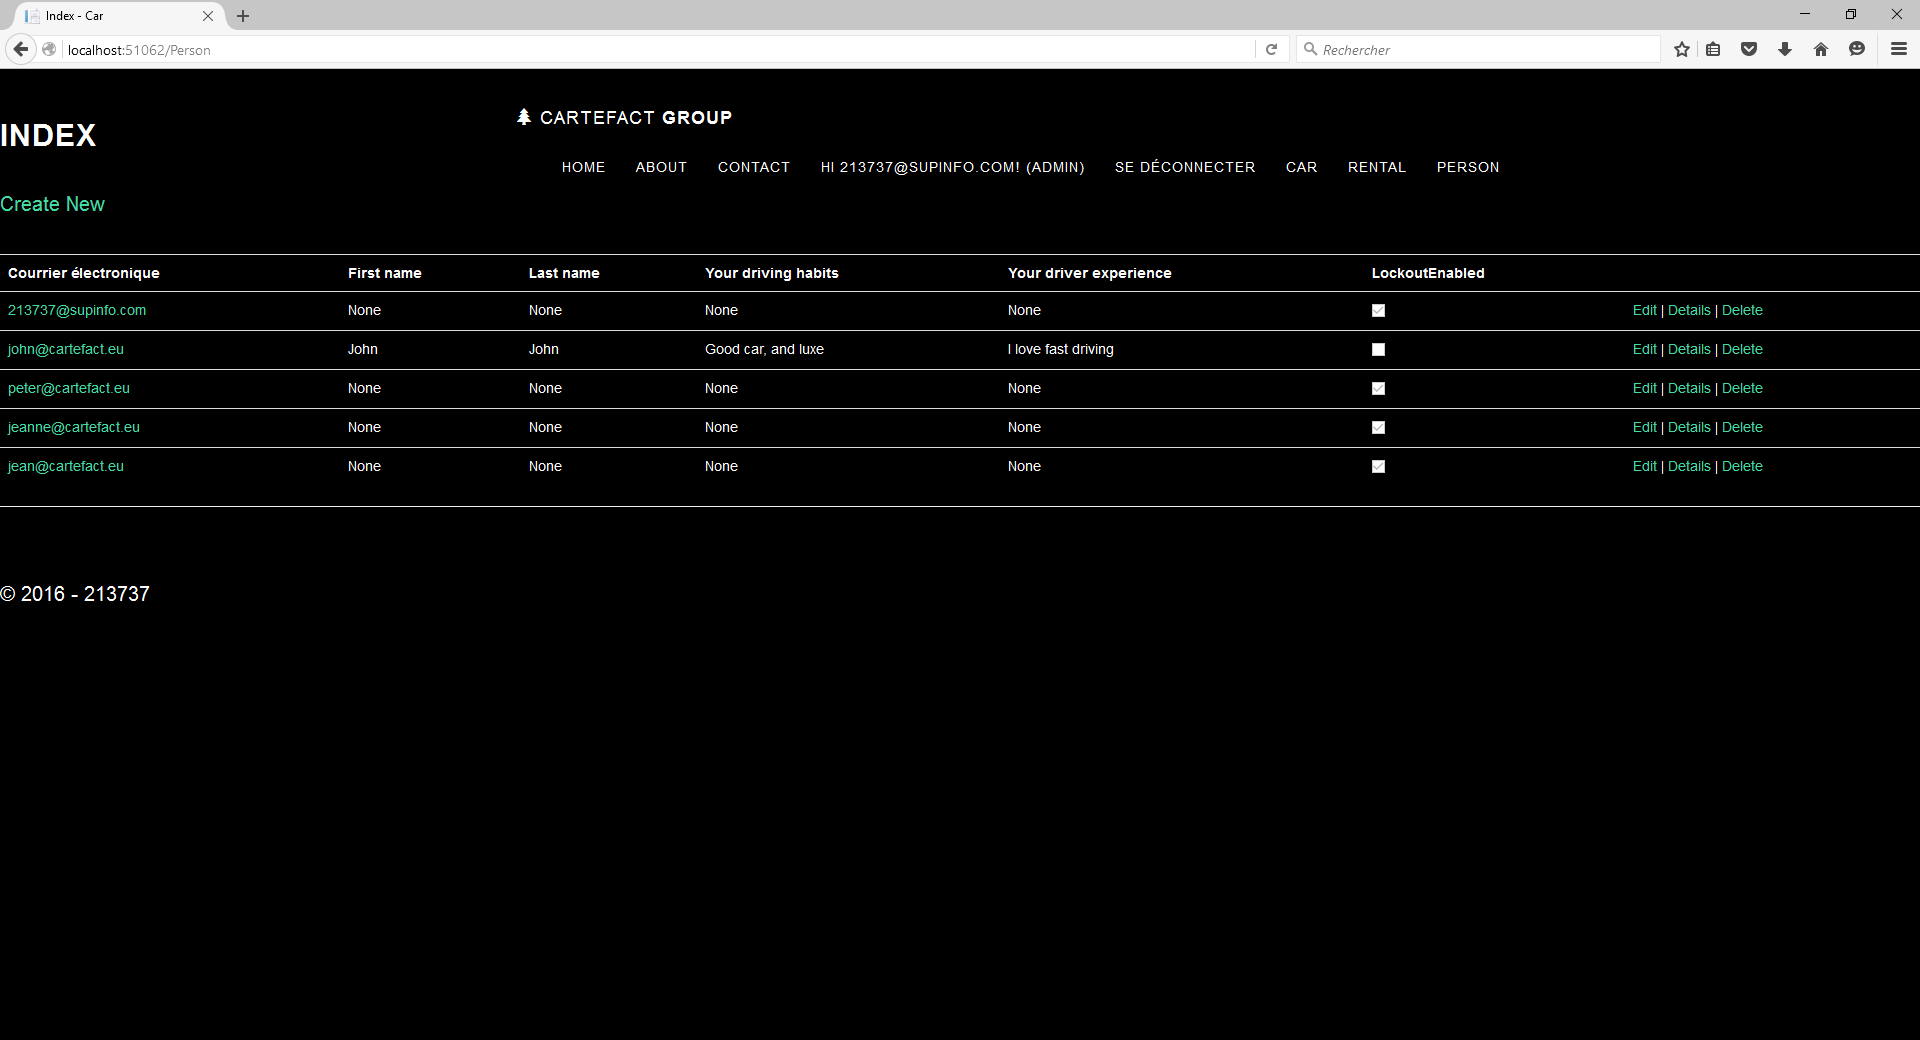 Index - Car
localhost:51062/Person
Rechercher
CARTEFACT GROUP
INDEX
HOME ABOUT CONTACT HI 213737@SUPINFO.COM! (ADMIN) SE DÉCONNECTER CAR RENTAL PERSON
Create New
Courrier électronique First name Last name Your driving habits Your driver experience LockoutEnabled
213737@supinfo.com None None None None Edit | Details | Delete
john@cartefact.eu John John Good car, and luxe I love fast driving Edit | Details | Delete
peter@cartefact.eu None None None None Edit | Details | Delete
jeanne@cartefact.eu None None None None Edit | Details | Delete
jean@cartefact.eu None None None None Edit | Details | Delete
© 2016 - 213737